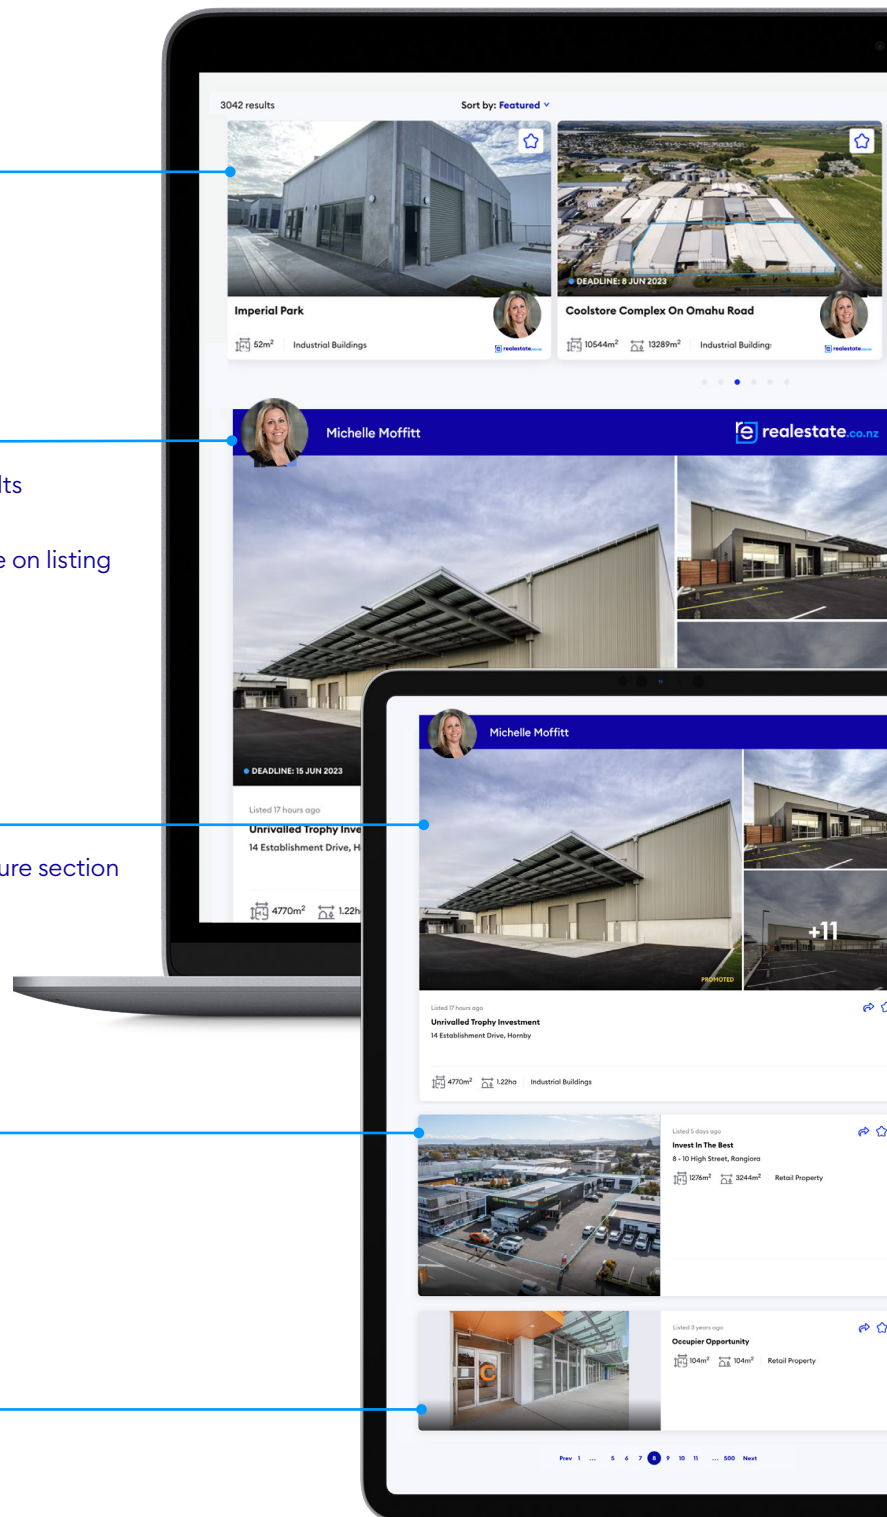 3042 results
Sort by: Featured
DEADLINE: 8 JUN 2023
Imperial Park
Coolstore Complex On Omahu Road
52m² Industrial Buildings
10544m² 13289m² Industrial Building
realestate
realestate
Michelle Moffitt
realestate.co.nz
lts
e on listing
ure section
DEADLINE: 15 JUN 2023
Listed 17 hours ago
Unrivalled Trophy Inve
14 Establishment Drive, H
4770m² 1.22h
Michelle Moffitt
+11
PROMOTED
Listed 17 hours ago
Unrivalled Trophy Investment
14 Establishment Drive, Hornby
4770m² 1.22ha Industrial Buildings
Listed 5 days ago
Invest In The Best
8 - 10 High Street, Rangiora
1276m² 3244m² Retail Property
Listed 3 years ago
Occupier Opportunity
104m² 104m² Retail Property
C
Prev 1 ... 5 6 7 8 9 10 11 ... 500 Next